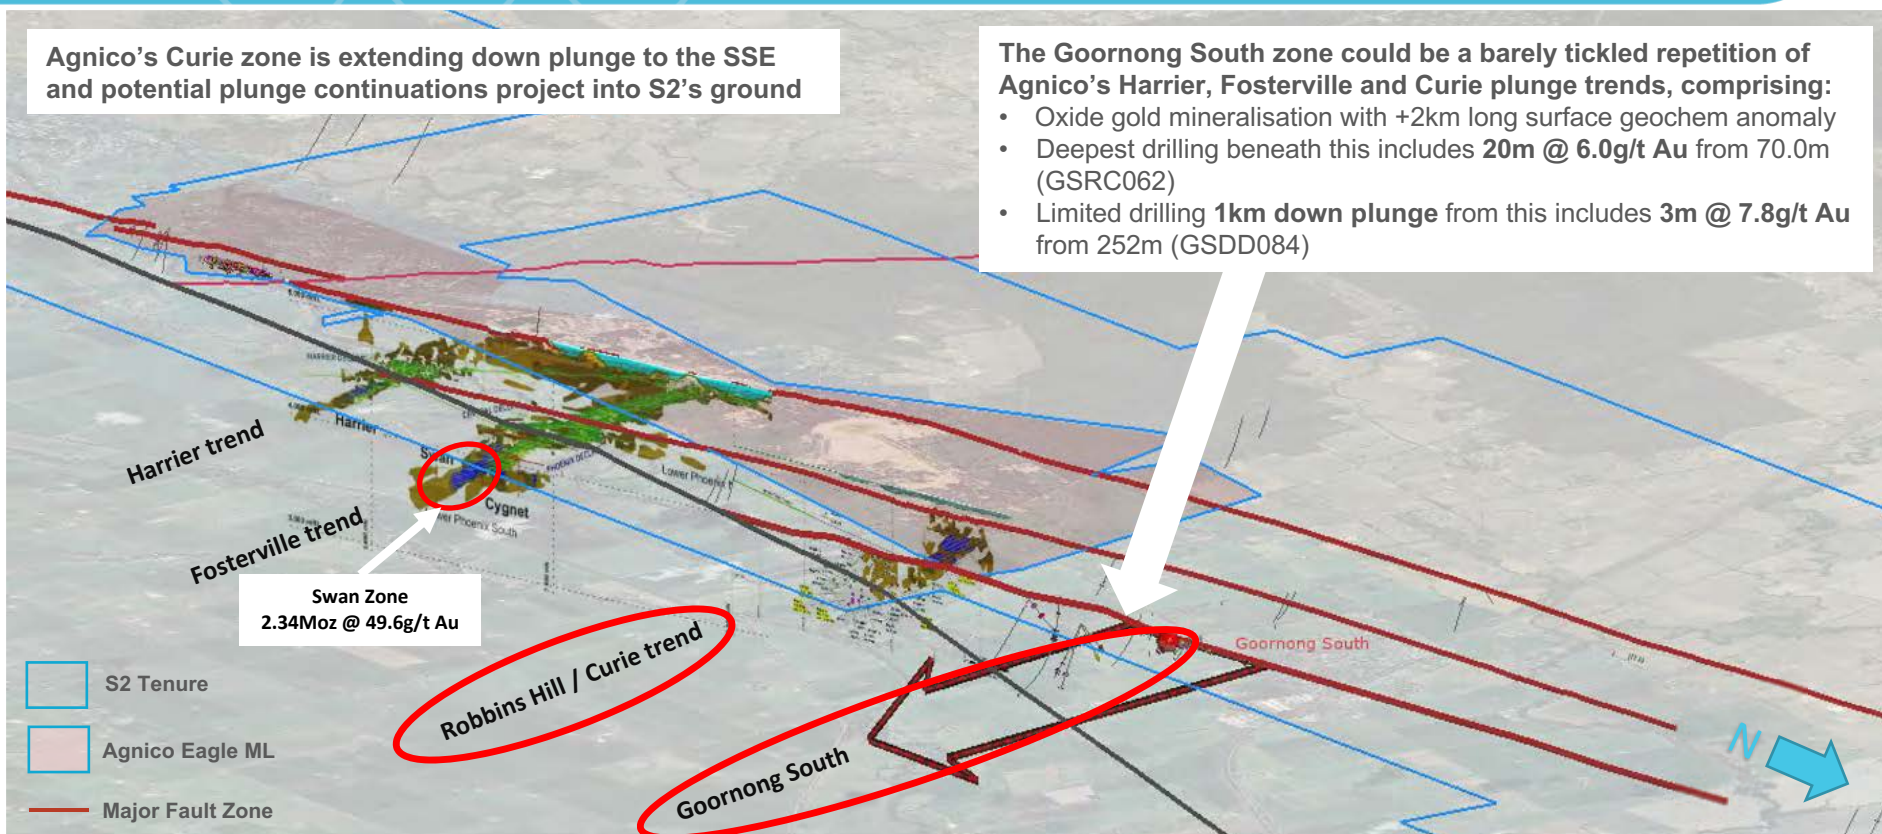 Agnico's Curie zone is extending down plunge to the SSE
and potential plunge continuations project into S2's ground
The Goornong South zone could be a barely tickled repetition of
Agnico's Harrier, Fosterville and Curie plunge trends, comprising:
• Oxide gold mineralisation with +2km long surface geochem anomaly
• Deepest drilling beneath this includes 20m @ 6.0g/t Au from 70.0m
(GSRC062)
• Limited drilling 1km down plunge from this includes 3m @ 7.8g/t Au
from 252m (GSDD084)
Harrier
Harrier trend
Swan
Lower Phoenix
Cygnet
Phoenix South
Fosterville trend
Swan Zone
2.34Moz @ 49.6g/t Au
Robbins Hill / Curie trend
Goornong South
Goornong South
S2 Tenure
Agnico Eagle ML
Major Fault Zone
N